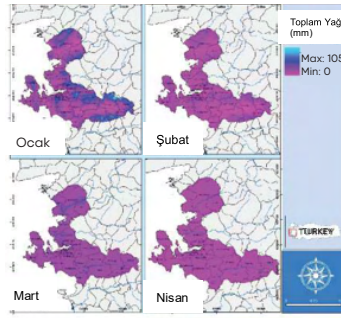 Toplam Yağ
(mm)
Max: 105
Min: 0
Ocak
Şubat
Mart
Nisan
TURKEY